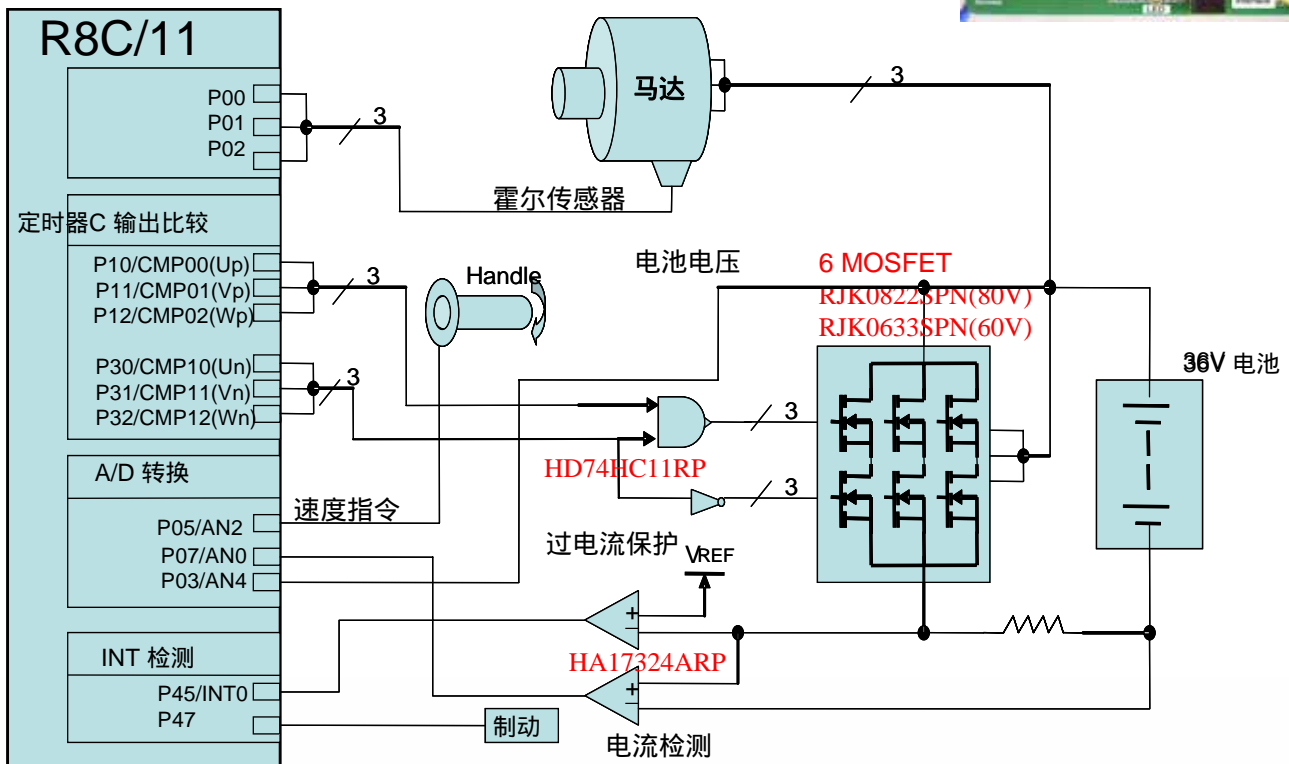 R8C/11
P00
P01
P02
3
马达
3
霍尔传感器
定时器C 输出比较
P10/CMP00(Up)
P11/CMP01(Vp)
P12/CMP02(Wp)
3
Handle
电池电压
6 MOSFET
RJK0822SPN(80V)
RJK0633SPN(60V)
36V 电池
P30/CMP10(Un)
P31/CMP11(Vn)
P32/CMP12(Wn)
3
3
HD74HC11RP
3
A/D 转换
P05/AN2
P07/AN0
P03/AN4
速度指令
过电流保护
VREF
+
−
HA17324ARP
+
−
INT 检测
P45/INT0
P47
制动
电流检测
LED